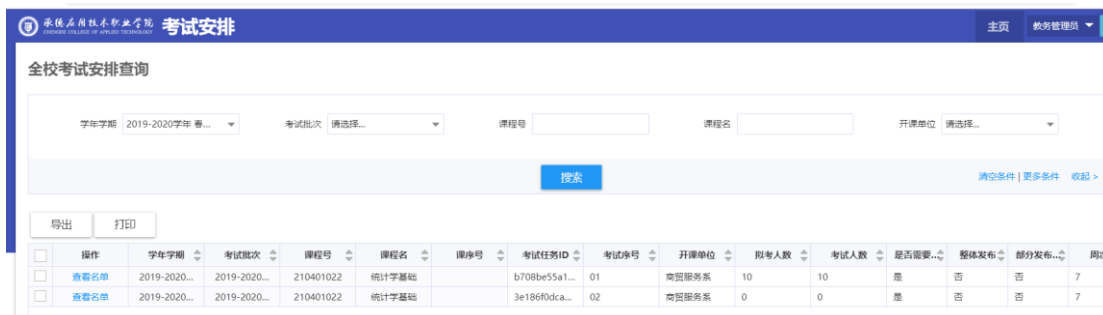 承德应用技术职业学院 考试安排 主页 教务管理员
CHENGDE COLLEGE OF APPLIED TECHNOLOGY
全校考试安排查询
学年学期 2019-2020学年 春... 考试批次 请选择... 课程号 课程名 开课单位 请选择...
搜索 清空条件 | 更多条件 收起 >
导出 打印
操作 学年学期 考试批次 课程号 课程名 课序号 考试任务ID 考试序号 开课单位 拟考人数 考试人数 是否需要... 整体发布 部分发布... 周次
查看名单 2019-2020... 2019-2020... 210401022 统计学基础 b708be55a1... 01 商贸服务系 10 10 是 否 否 7
查看名单 2019-2020... 2019-2020... 210401022 统计学基础 3e186f0dca... 02 商贸服务系 0 0 是 否 否 7